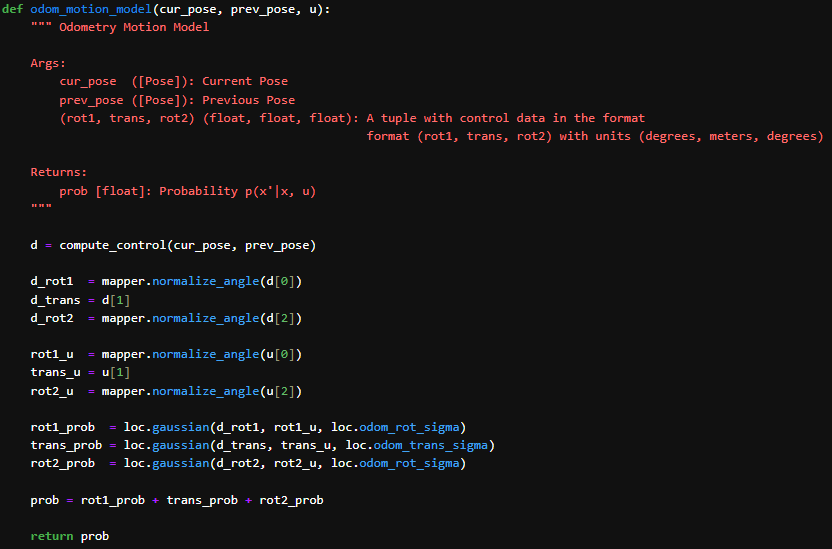 def odom_motion_model(cur_pose, prev_pose, u):
    """ Odometry Motion Model

    Args:
        cur_pose  ([Pose]): Current Pose
        prev_pose ([Pose]): Previous Pose
        (rot1, trans, rot2) (float, float, float): A tuple with control data in the format
                                                   format (rot1, trans, rot2) with units (degrees, meters, degrees)

    Returns:
        prob [float]: Probability p(x'|x, u)
    """

    d = compute_control(cur_pose, prev_pose)

    d_rot1  = mapper.normalize_angle(d[0])
    d_trans = d[1]
    d_rot2  = mapper.normalize_angle(d[2])

    rot1_u  = mapper.normalize_angle(u[0])
    trans_u = u[1]
    rot2_u  = mapper.normalize_angle(u[2])

    rot1_prob  = loc.gaussian(d_rot1, rot1_u, loc.odom_rot_sigma)
    trans_prob = loc.gaussian(d_trans, trans_u, loc.odom_trans_sigma)
    rot2_prob  = loc.gaussian(d_rot2, rot2_u, loc.odom_rot_sigma)

    prob = rot1_prob + trans_prob + rot2_prob

    return prob